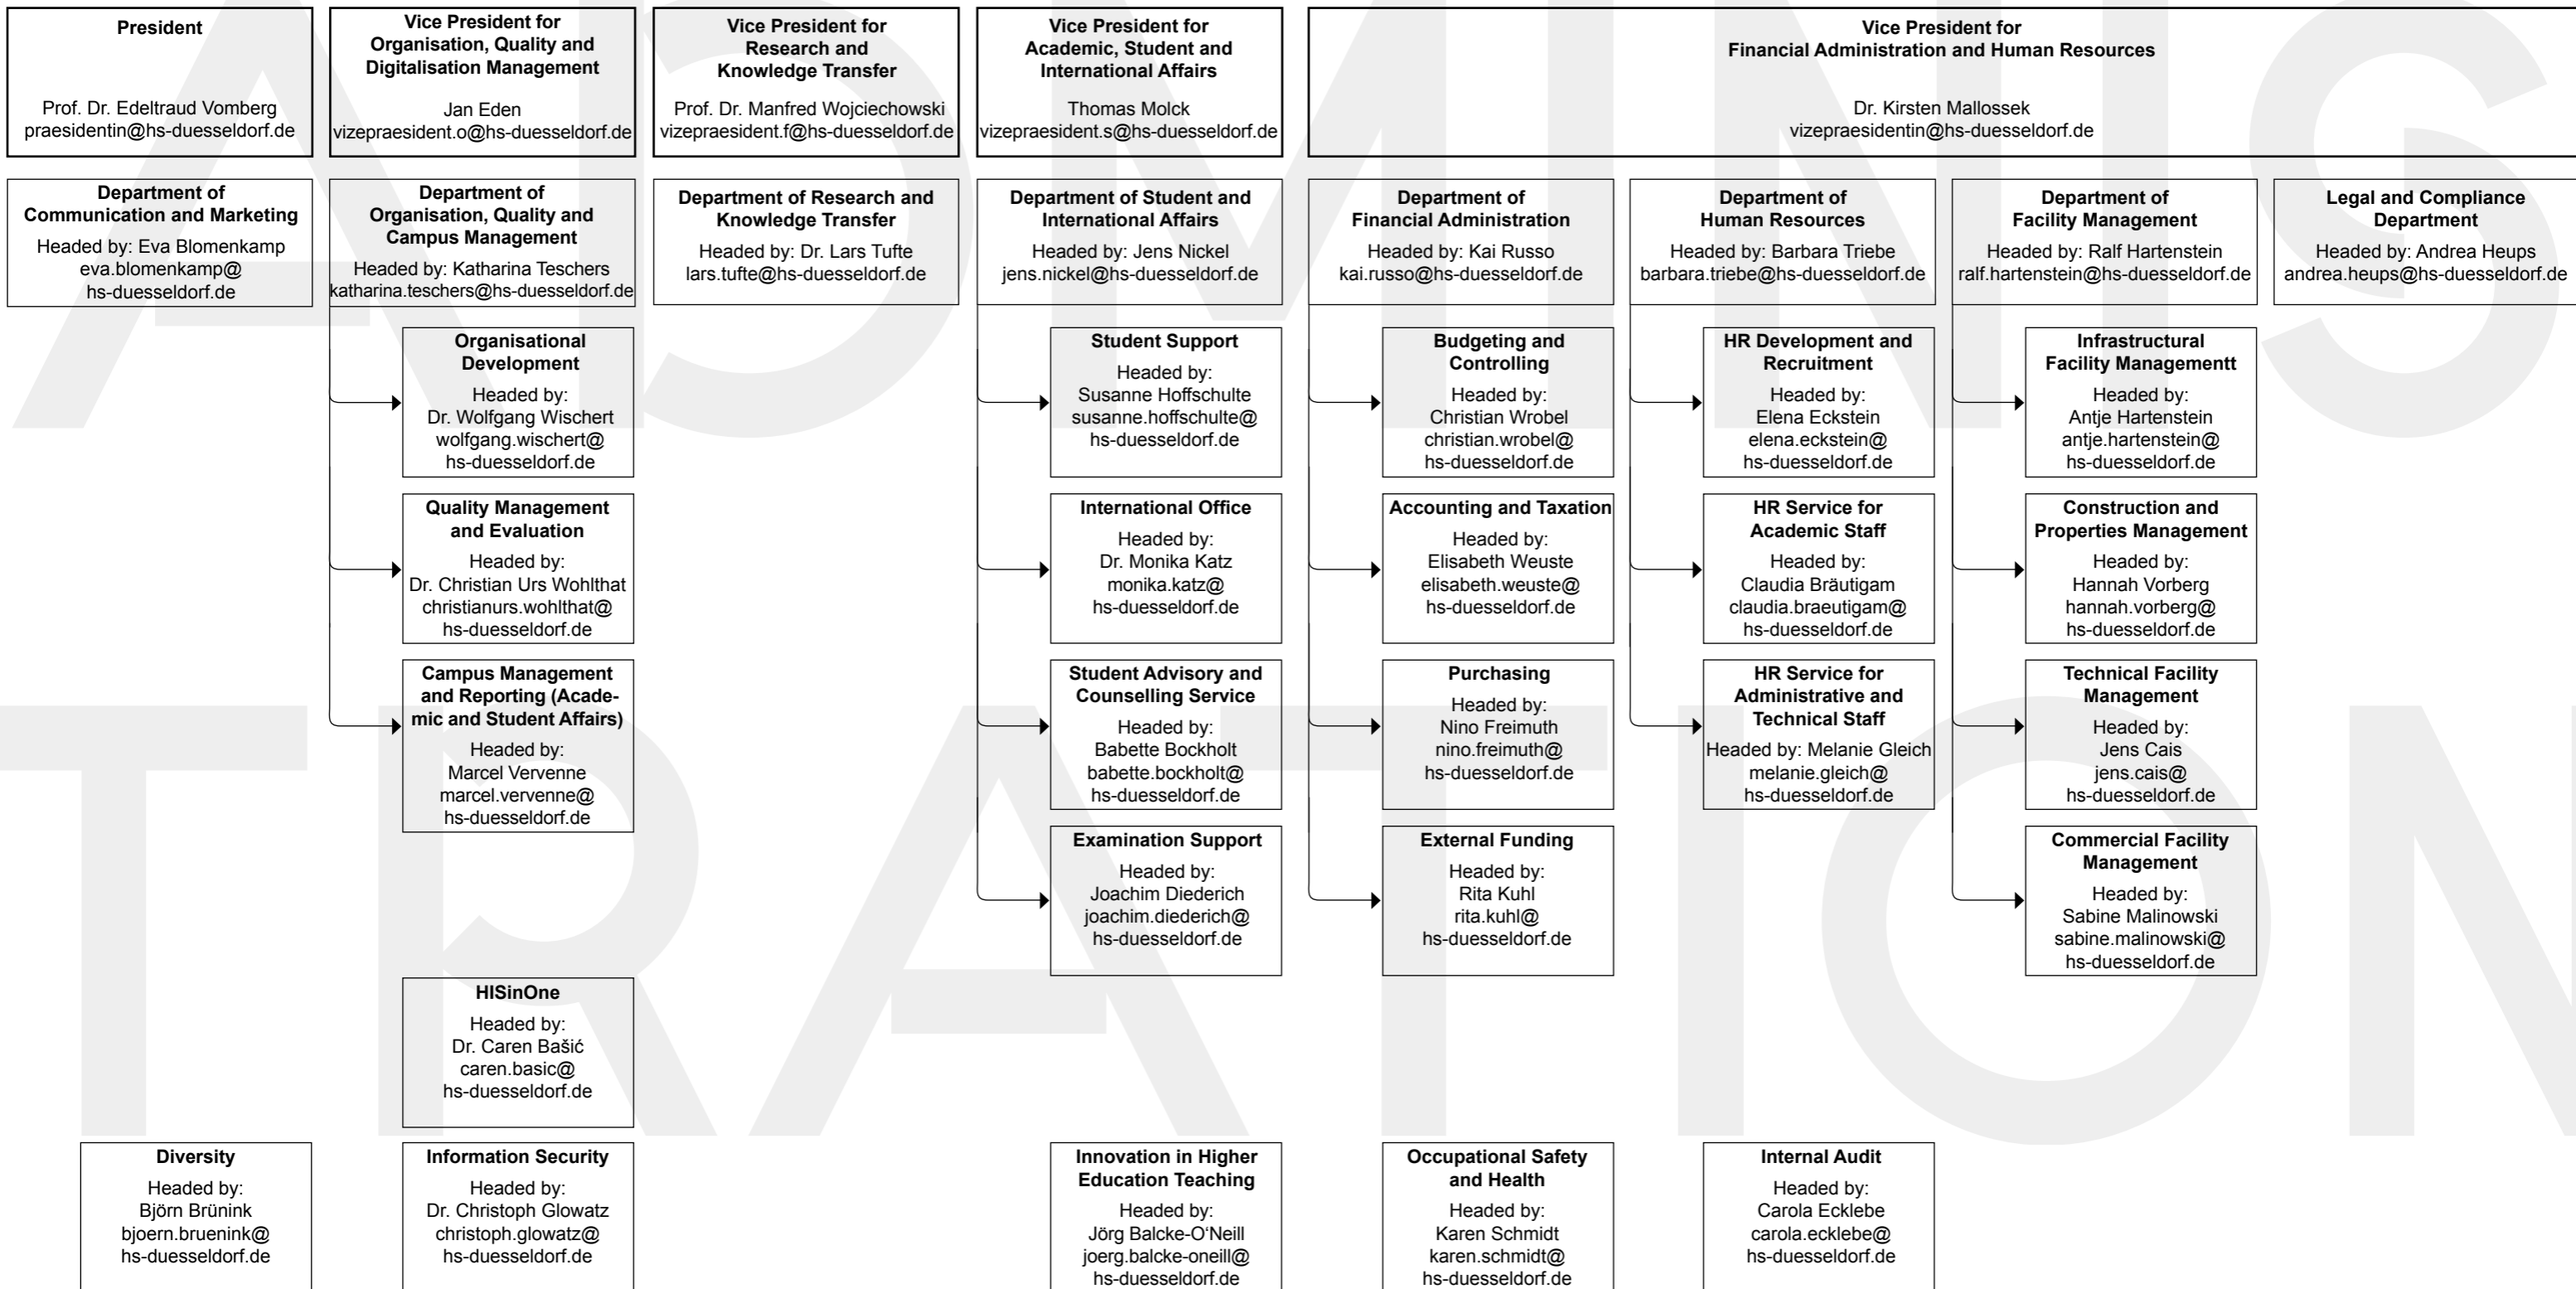 President
Prof. Dr. Edeltraud Vomberg
praesidentin@hs-duesseldorf.de
Vice President for
Organisation, Quality and
Digitalisation Management
Jan Eden
vizepraesident.o@hs-duesseldorf.de
Vice President for
Research and
Knowledge Transfer
Prof. Dr. Manfred Wojciechowski
vizepraesident.f@hs-duesseldorf.de
Vice President for
Academic, Student and
International Affairs
Thomas Molck
vizepraesident.s@hs-duesseldorf.de
Vice President for
Financial Administration and Human Resources
Dr. Kirsten Mallossek
vizepraesidentin@hs-duesseldorf.de
Department of
Communication and Marketing
Headed by: Eva Blomenkamp
eva.blomenkamp@
hs-duesseldorf.de
Department of
Organisation, Quality and
Campus Management
Headed by: Katharina Teschers
katharina.teschers@hs-duesseldorf.de
Department of Research and
Knowledge Transfer
Headed by: Dr. Lars Tufte
lars.tufte@hs-duesseldorf.de
Department of Student and
International Affairs
Headed by: Jens Nickel
jens.nickel@hs-duesseldorf.de
Department of
Financial Administration
Headed by: Kai Russo
kai.russo@hs-duesseldorf.de
Department of
Human Resources
Headed by: Barbara Triebe
barbara.triebe@hs-duesseldorf.de
Department of
Facility Management
Headed by: Ralf Hartenstein
ralf.hartenstein@hs-duesseldorf.de
Legal and Compliance
Department
Headed by: Andrea Heups
andrea.heups@hs-duesseldorf.de
Organisational
Development
Headed by:
Dr. Wolfgang Wischert
wolfgang.wischert@
hs-duesseldorf.de
Student Support
Headed by:
Susanne Hoffschulte
susanne.hoffschulte@
hs-duesseldorf.de
Budgeting and
Controlling
Headed by:
Christian Wrobel
christian.wrobel@
hs-duesseldorf.de
HR Development and
Recruitment
Headed by:
Elena Eckstein
elena.eckstein@
hs-duesseldorf.de
Infrastructural
Facility Managementt
Headed by:
Antje Hartenstein
antje.hartenstein@
hs-duesseldorf.de
Quality Management
and Evaluation
Headed by:
Dr. Christian Urs Wohlthat
christianurs.wohlthat@
hs-duesseldorf.de
International Office
Headed by:
Dr. Monika Katz
monika.katz@
hs-duesseldorf.de
Accounting and Taxation
Headed by:
Elisabeth Weuste
elisabeth.weuste@
hs-duesseldorf.de
HR Service for
Academic Staff
Headed by:
Claudia Bräutigam
claudia.braeutigam@
hs-duesseldorf.de
Construction and
Properties Management
Headed by:
Hannah Vorberg
hannah.vorberg@
hs-duesseldorf.de
Campus Management
and Reporting (Acade-
mic and Student Affairs)
Headed by:
Marcel Vervenne
marcel.vervenne@
hs-duesseldorf.de
Student Advisory and
Counselling Service
Headed by:
Babette Bockholt
babette.bockholt@
hs-duesseldorf.de
Purchasing
Headed by:
Nino Freimuth
nino.freimuth@
hs-duesseldorf.de
HR Service for
Administrative and
Technical Staff
Headed by: Melanie Gleich
melanie.gleich@
hs-duesseldorf.de
Technical Facility
Management
Headed by:
Jens Cais
jens.cais@
hs-duesseldorf.de
Examination Support
Headed by:
Joachim Diederich
joachim.diederich@
hs-duesseldorf.de
External Funding
Headed by:
Rita Kuhl
rita.kuhl@
hs-duesseldorf.de
Commercial Facility
Management
Headed by:
Sabine Malinowski
sabine.malinowski@
hs-duesseldorf.de
HISinOne
Headed by:
Dr. Caren Bašić
caren.basic@
hs-duesseldorf.de
Diversity
Headed by:
Björn Brünink
bjoern.bruenink@
hs-duesseldorf.de
Information Security
Headed by:
Dr. Christoph Glowatz
christoph.glowatz@
hs-duesseldorf.de
Innovation in Higher
Education Teaching
Headed by:
Jörg Balcke-O‘Neill
joerg.balcke-oneill@
hs-duesseldorf.de
Occupational Safety
and Health
Headed by:
Karen Schmidt
karen.schmidt@
hs-duesseldorf.de
Internal Audit
Headed by:
Carola Ecklebe
carola.ecklebe@
hs-duesseldorf.de
ADMINIS
TRATION